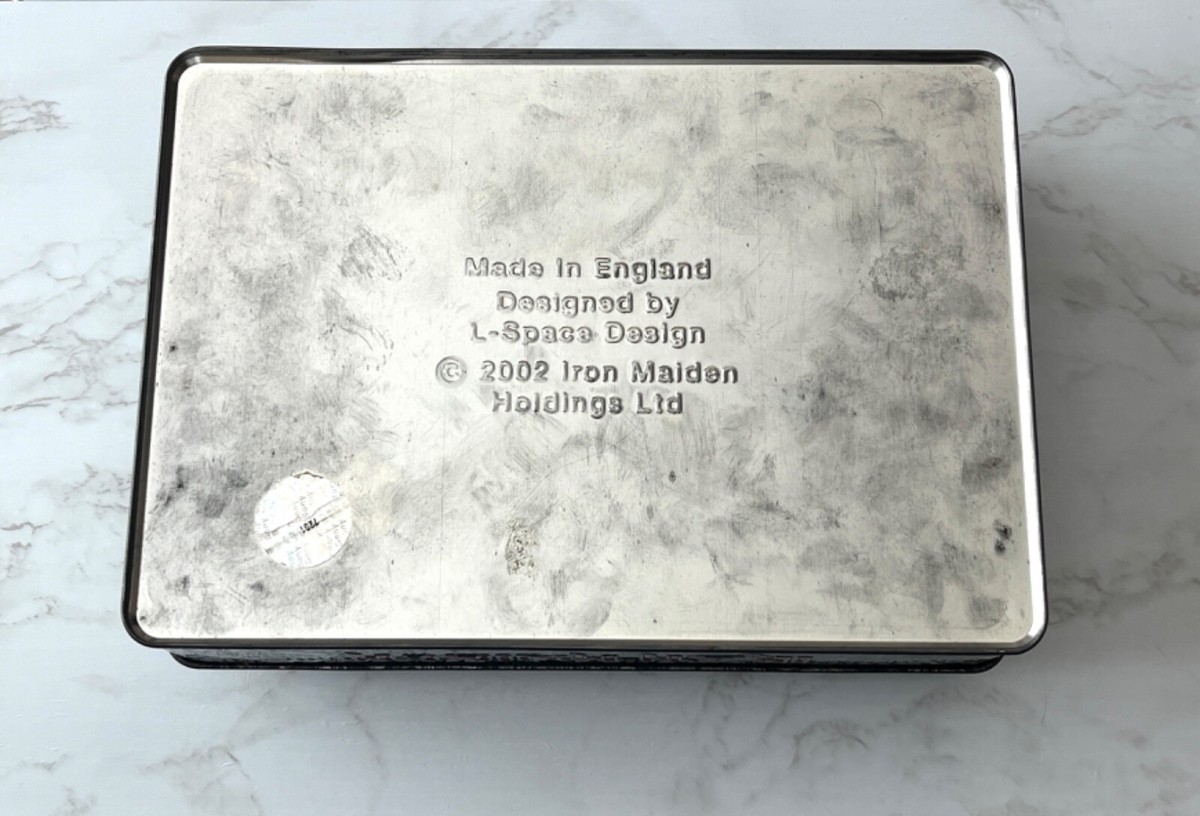 Made in England
Designed by
L-Space Design
© 2002 Iron Maiden
Holdings Ltd